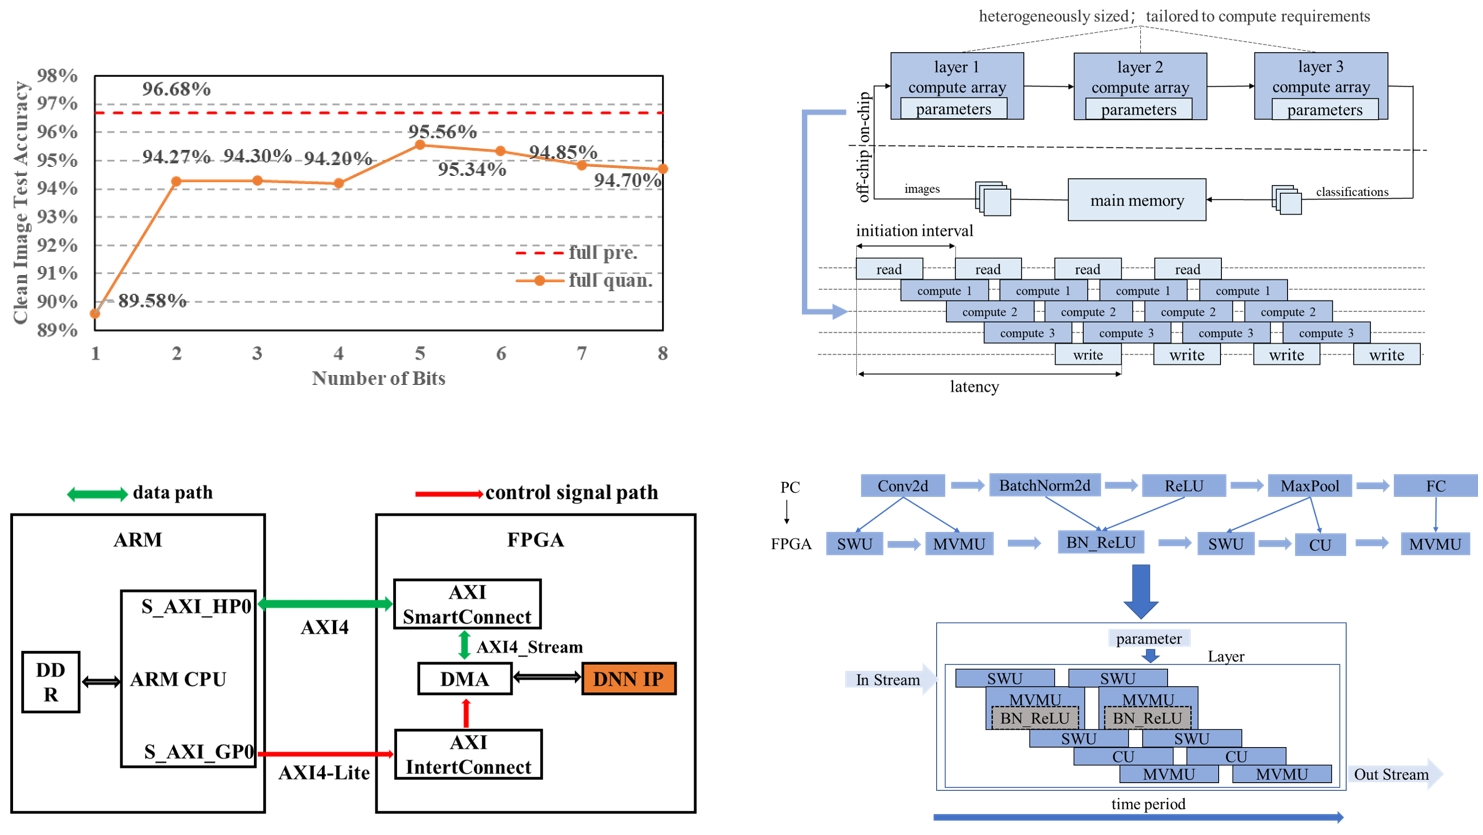 98%
97%
96%
95%
94%
93%
92%
91%
90%
89%
Clean Image Test Accuracy
96.68%
94.27%
94.30%
94.20%
95.56%
95.34%
94.85%
94.70%
89.58%
full pre.
full quan.
1 2 3 4 5 6 7 8
Number of Bits
heterogeneously sized; tailored to compute requirements
layer 1
compute array
parameters
layer 2
compute array
parameters
layer 3
compute array
parameters
on-chip
off-chip
images
main memory
classifications
initiation interval
read read read read
compute 1 compute 1 compute 1 compute 1
compute 2 compute 2 compute 2 compute 2
compute 3 compute 3 compute 3 compute 3
write write write write
latency
data path
control signal path
ARM
FPGA
S_AXI_HP0
AXI4
AXI
SmartConnect
AXI4_Stream
DD
R
ARM CPU
DMA
DNN IP
S_AXI_GP0
AXI4-Lite
AXI
IntertConnect
PC
Conv2d BatchNorm2d ReLU MaxPool FC
FPGA
SWU MVMU BN_ReLU SWU CU MVMU
parameter
Layer
In Stream
SWU SWU
MVMU MVMU
BN_ReLU BN_ReLU
SWU SWU
CU CU
MVMU MVMU
Out Stream
time period